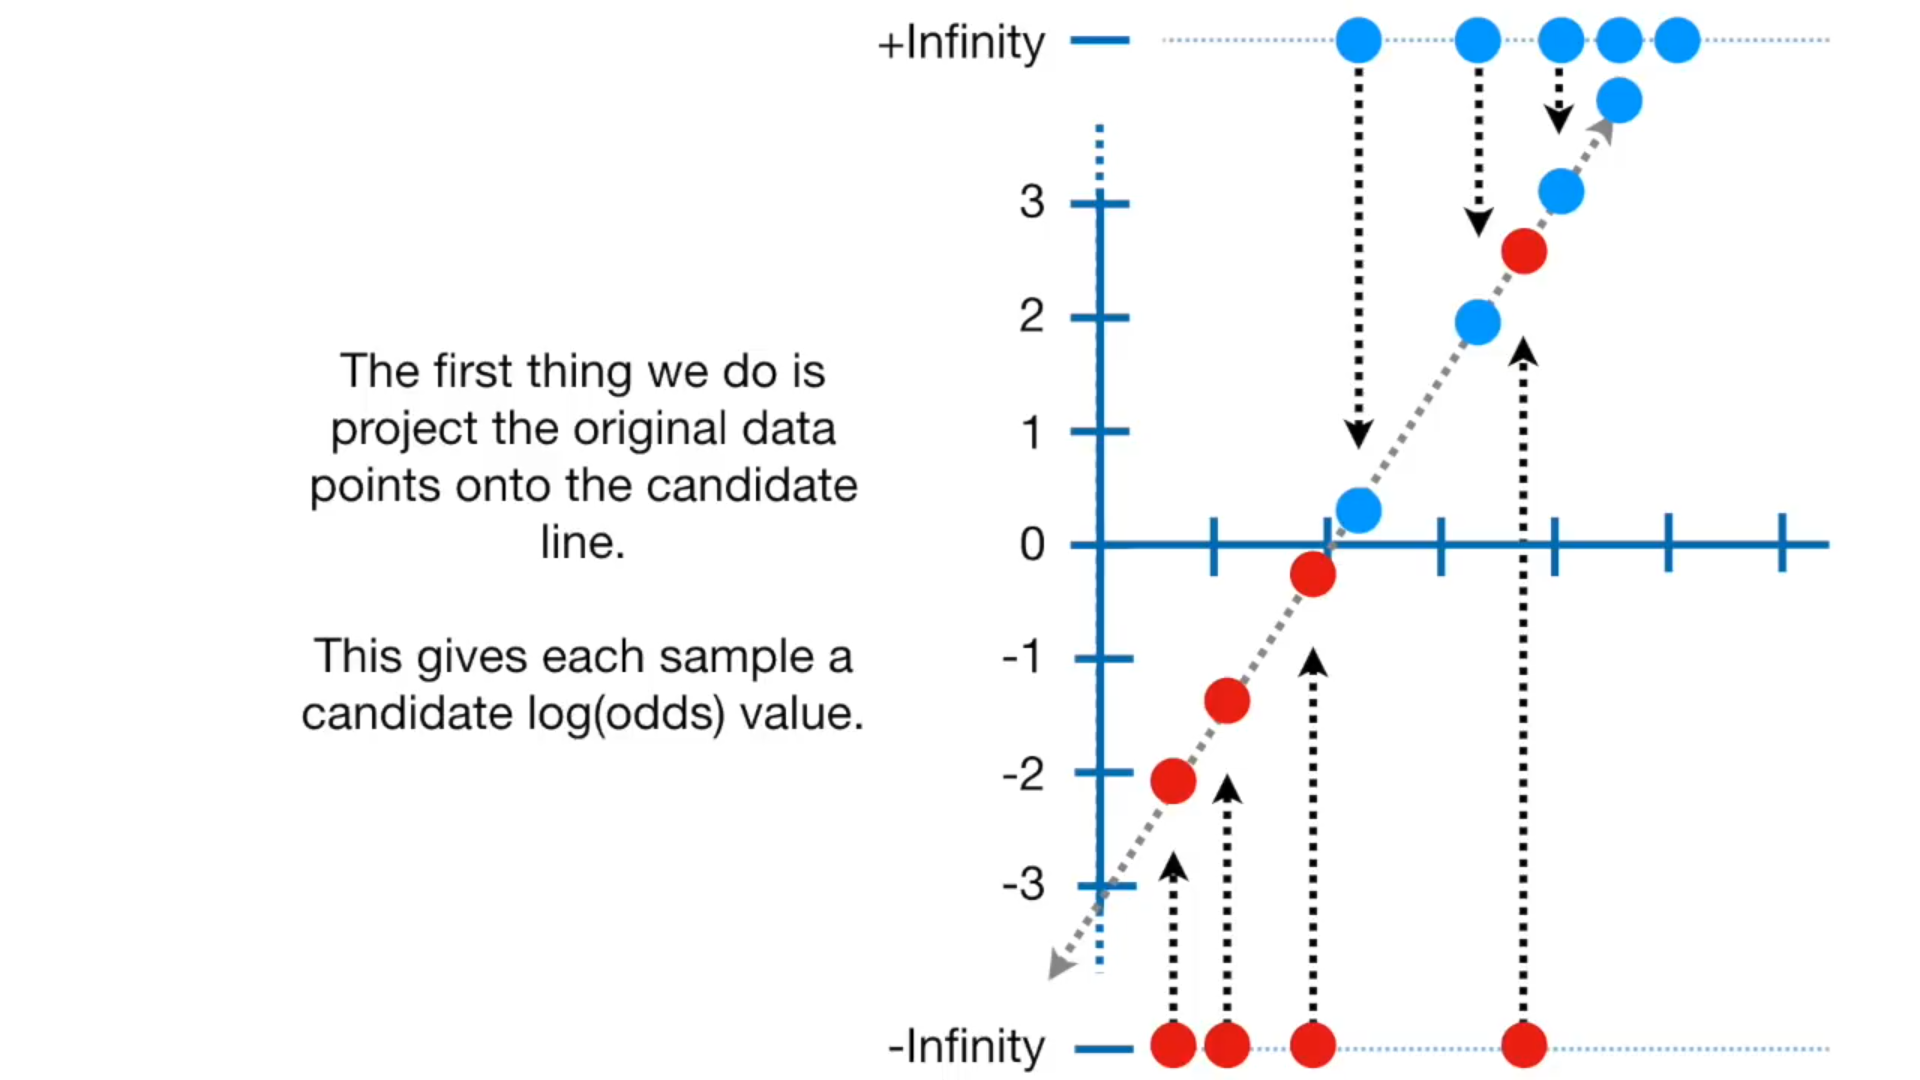 The first thing we do is
project the original data
points onto the candidate
line.
This gives each sample a
candidate log(odds) value.
+Infinity
3
2
1
0
-1
-2
-3
-Infinity